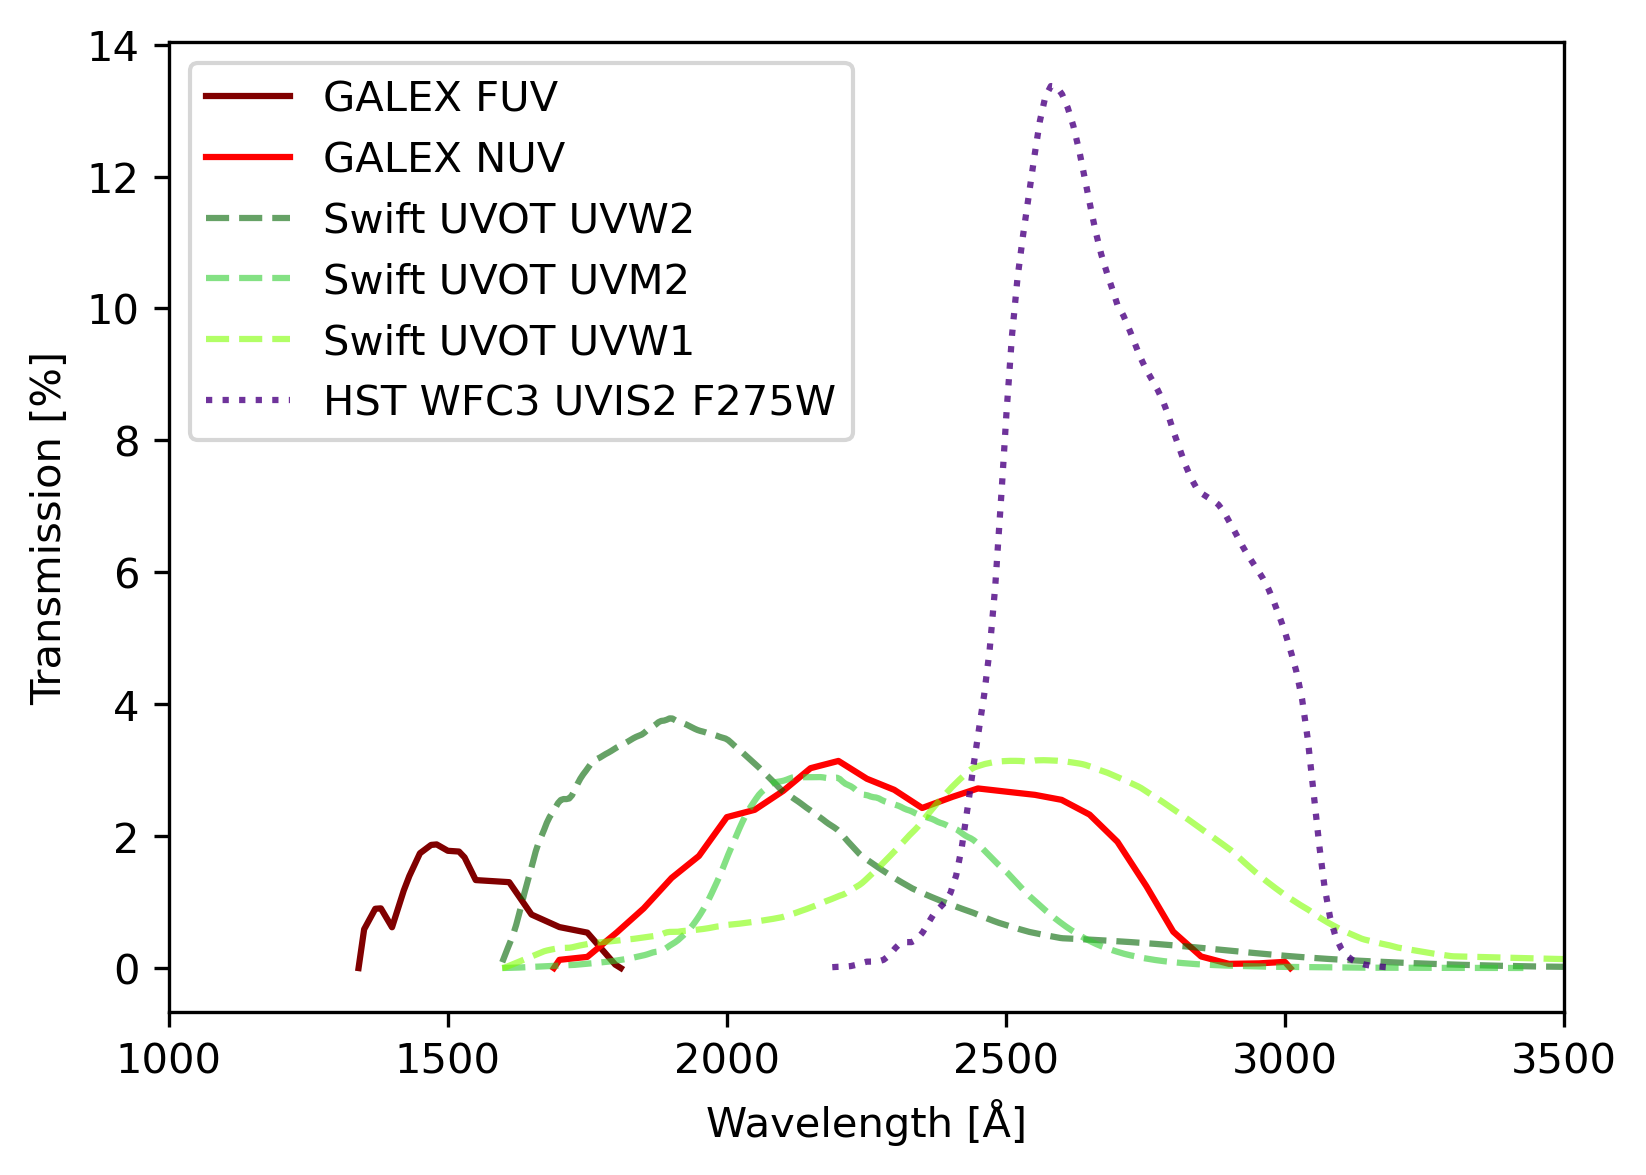 14
12
10
8
6
4
2
0
Transmission [%]
GALEX FUV
GALEX NUV
Swift UVOT UVW2
Swift UVOT UVM2
Swift UVOT UVW1
HST WFC3 UVIS2 F275W
1000 1500 2000 2500 3000 3500
Wavelength [Å]